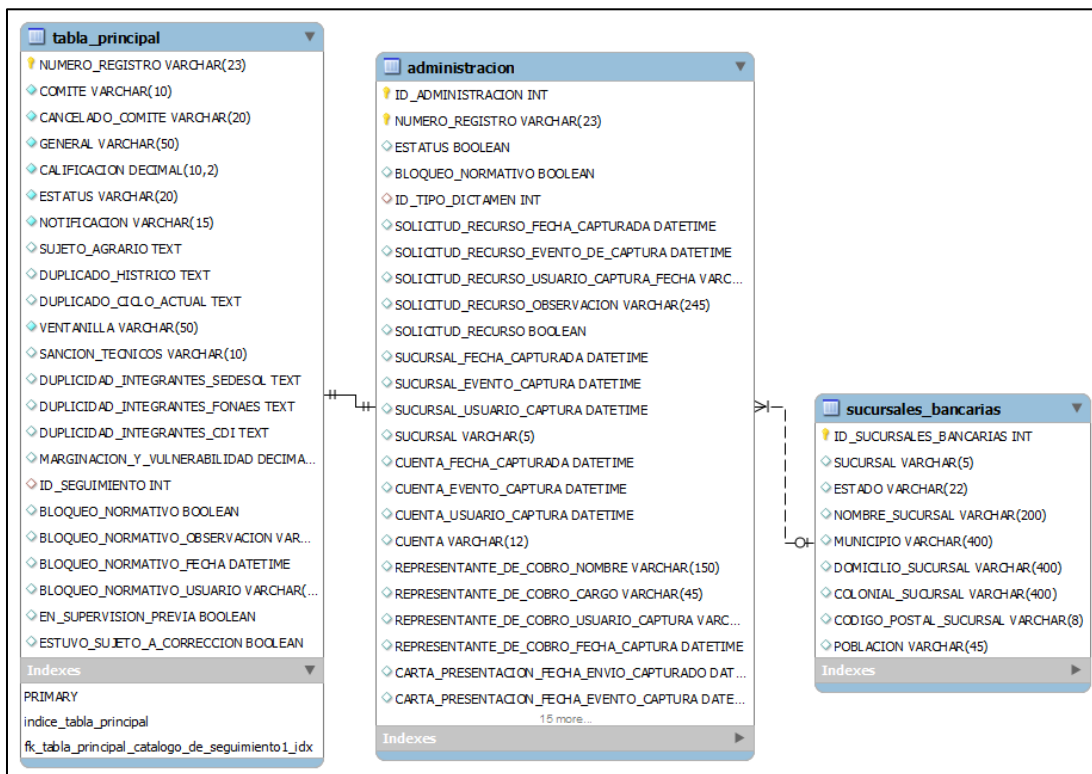 tabla_principal
NUMERO_REGISTRO VARCHAR(23)
COMITE VARCHAR(10)
CANCELADO_COMITE VARCHAR(20)
GENERAL VARCHAR(50)
CALIFICACION DECIMAL(10,2)
ESTATUS VARCHAR(20)
NOTIFICACION VARCHAR(15)
SUJETO_AGRARIO TEXT
DUPLICADO_HISTRICO TEXT
DUPLICADO_CICLO_ACTUAL TEXT
VENTANILLA VARCHAR(50)
SANCION_TECNICOS VARCHAR(10)
DUPLICIDAD_INTEGRANTES_SEDESOL TEXT
DUPLICIDAD_INTEGRANTES_FONAES TEXT
DUPLICIDAD_INTEGRANTES_CDI TEXT
MARGINACION_Y_VULNERABILIDAD DECIMA...
ID_SEGUIMIENTO INT
BLOQUEO_NORMATIVO BOOLEAN
BLOQUEO_NORMATIVO_OBSERVACION VAR...
BLOQUEO_NORMATIVO_FECHA DATETIME
BLOQUEO_NORMATIVO_USUARIO VARCHAR(...
EN_SUPERVISION_PREVIA BOOLEAN
ESTUVO_SUJETO_A_CORRECCION BOOLEAN
Indexes
PRIMARY
indice_tabla_principal
fk_tabla_principal_catalogo_de_seguimiento1_idx
administracion
ID_ADMINISTRACION INT
NUMERO_REGISTRO VARCHAR(23)
ESTATUS BOOLEAN
BLOQUEO_NORMATIVO BOOLEAN
ID_TIPO_DICTAMEN INT
SOLICITUD_RECURSO_FECHA_CAPTURADA DATETIME
SOLICITUD_RECURSO_EVENTO_DE_CAPTURA DATETIME
SOLICITUD_RECURSO_USUARIO_CAPTURA_FECHA VARC...
SOLICITUD_RECURSO_OBSERVACION VARCHAR(245)
SOLICITUD_RECURSO BOOLEAN
SUCURSAL_FECHA_CAPTURADA DATETIME
SUCURSAL_EVENTO_CAPTURA DATETIME
SUCURSAL_USUARIO_CAPTURA DATETIME
SUCURSAL VARCHAR(5)
CUENTA_FECHA_CAPTURADA DATETIME
CUENTA_EVENTO_CAPTURA DATETIME
CUENTA_USUARIO_CAPTURA DATETIME
CUENTA VARCHAR(12)
REPRESENTANTE_DE_COBRO_NOMBRE VARCHAR(150)
REPRESENTANTE_DE_COBRO_CARGO VARCHAR(45)
REPRESENTANTE_DE_COBRO_USUARIO_CAPTURA VARC...
REPRESENTANTE_DE_COBRO_FECHA_CAPTURA DATETIME
CARTA_PRESENTACION_FECHA_ENVIO_CAPTURADO DAT...
CARTA_PRESENTACION_FECHA_EVENTO_CAPTURA DATE...
15 more...
Indexes
sucursales_bancarias
ID_SUCURSALES_BANCARIAS INT
SUCURSAL VARCHAR(5)
ESTADO VARCHAR(22)
NOMBRE_SUCURSAL VARCHAR(200)
MUNICIPIO VARCHAR(400)
DOMICILIO_SUCURSAL VARCHAR(400)
COLONIAL_SUCURSAL VARCHAR(400)
CODIGO_POSTAL_SUCURSAL VARCHAR(8)
POBLACION VARCHAR(45)
Indexes